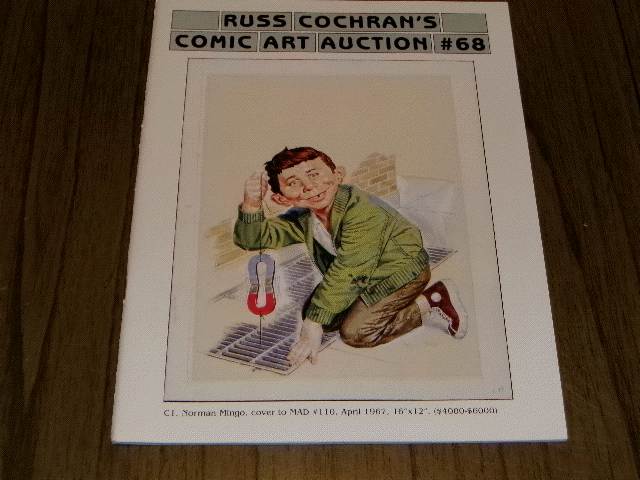 RUSS COCHRAN'S
COMIC ART AUCTION #68
C1. Norman Mingo, cover to MAD #110, April 1967, 16"x12". ($4000-$6000)